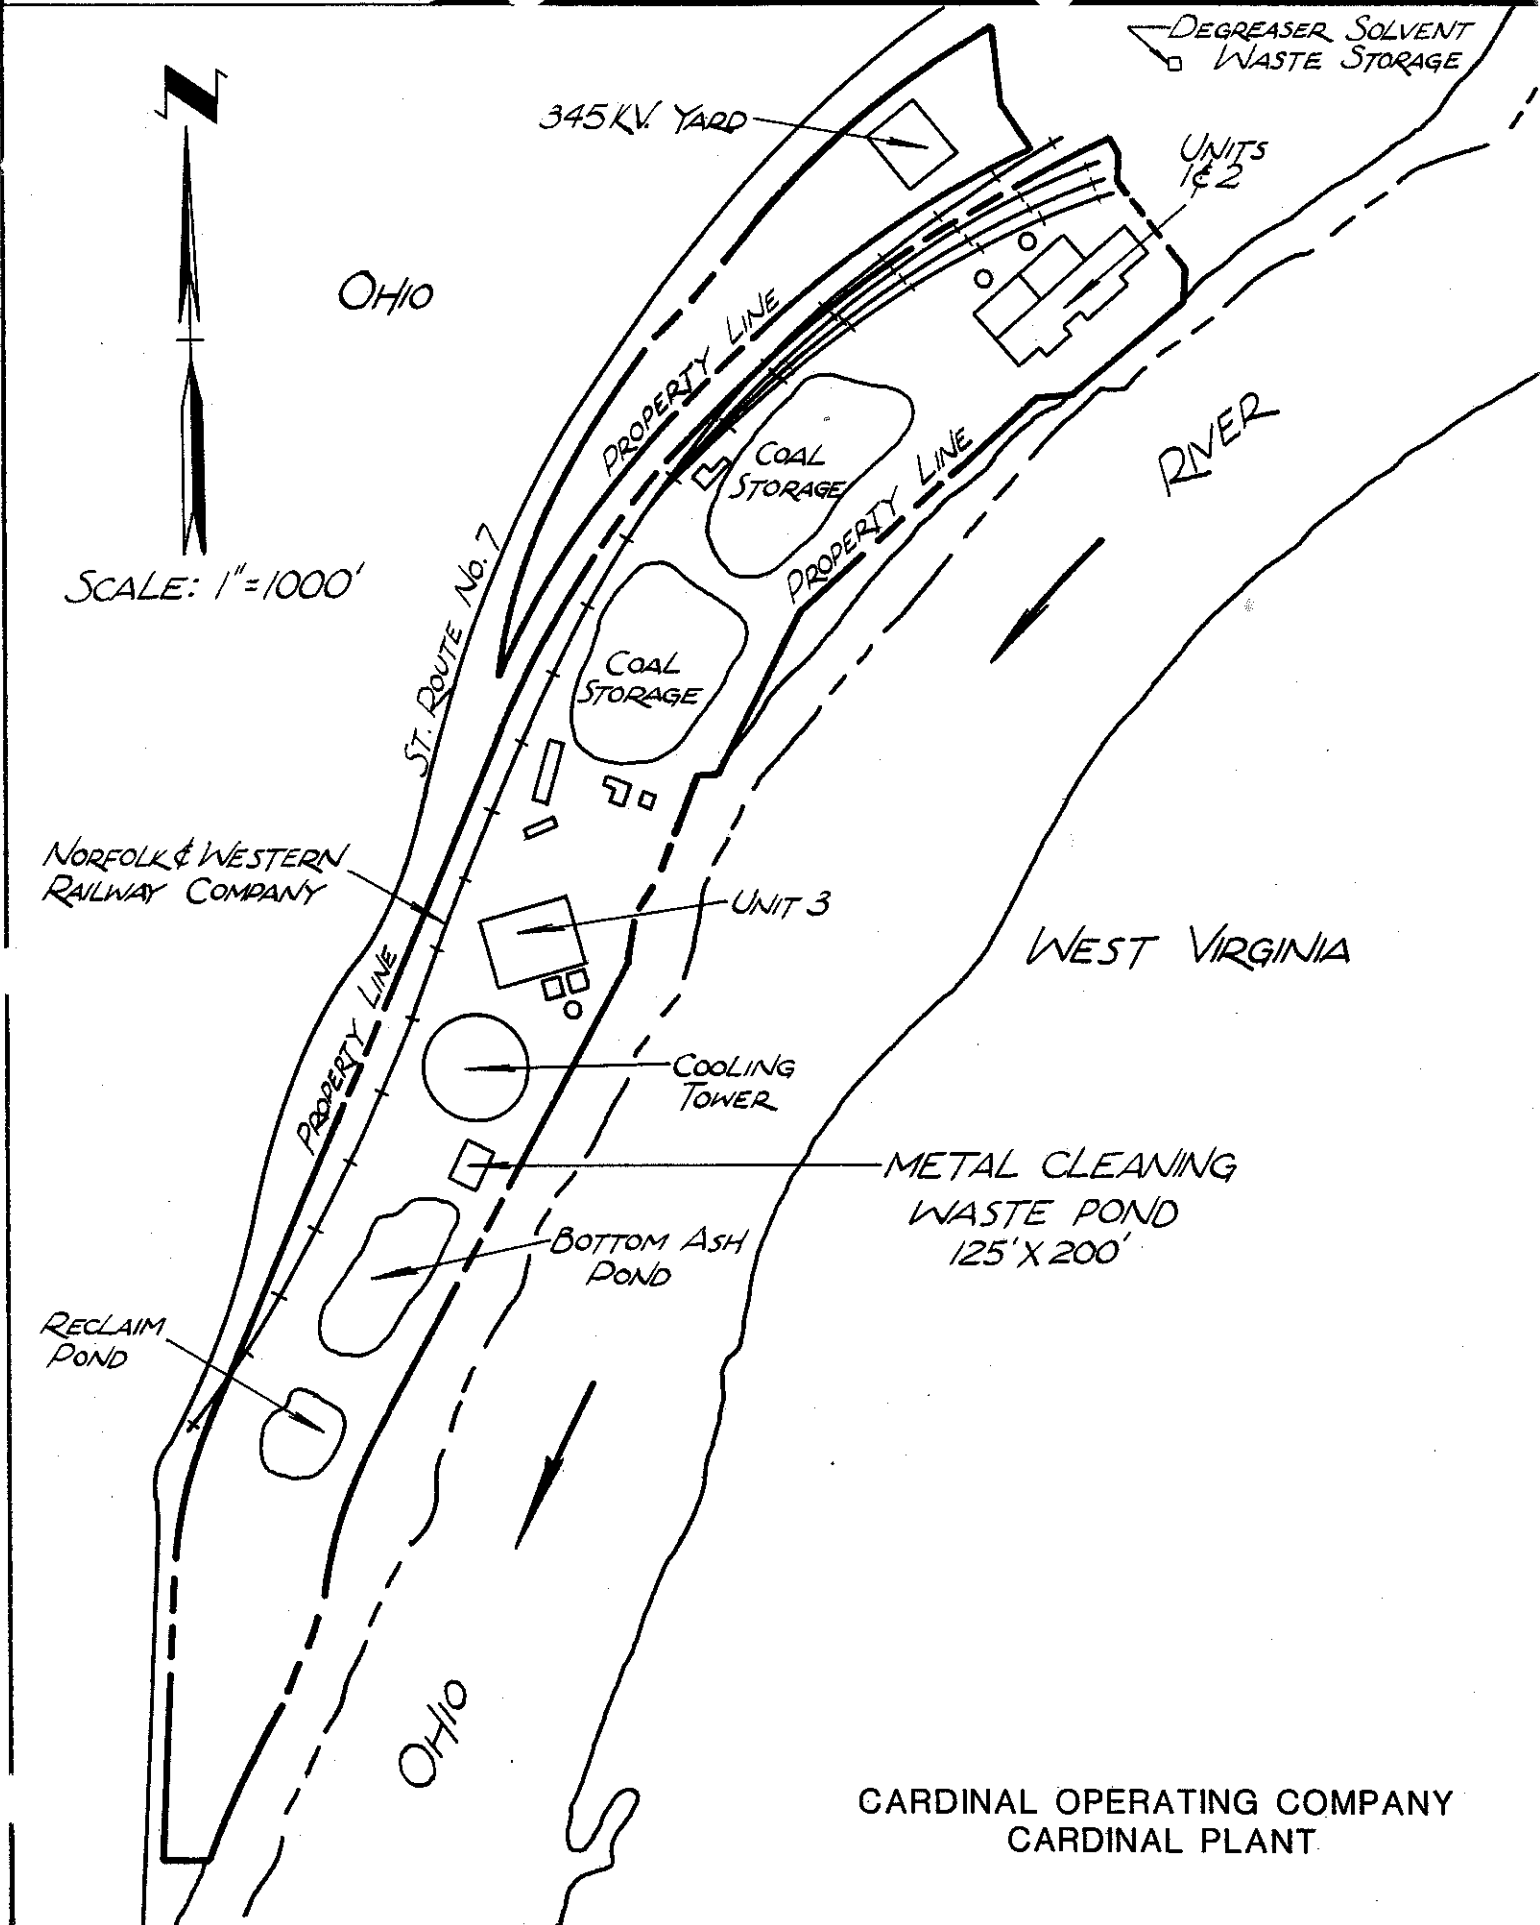 DEGREASER SOLVENT
WASTE STORAGE
N
345 KV. YARD
UNITS
1 & 2
OHIO
PROPERTY LINE
RIVER
COAL
STORAGE
PROPERTY LINE
SCALE: 1"=1000'
ST. ROUTE NO. 7
COAL
STORAGE
NORFOLK & WESTERN
RAILWAY COMPANY
UNIT 3
WEST VIRGINIA
PROPERTY LINE
COOLING
TOWER
METAL CLEANING
WASTE POND
125' X 200'
BOTTOM ASH
POND
RECLAIM
POND
OHIO
CARDINAL OPERATING COMPANY
CARDINAL PLANT